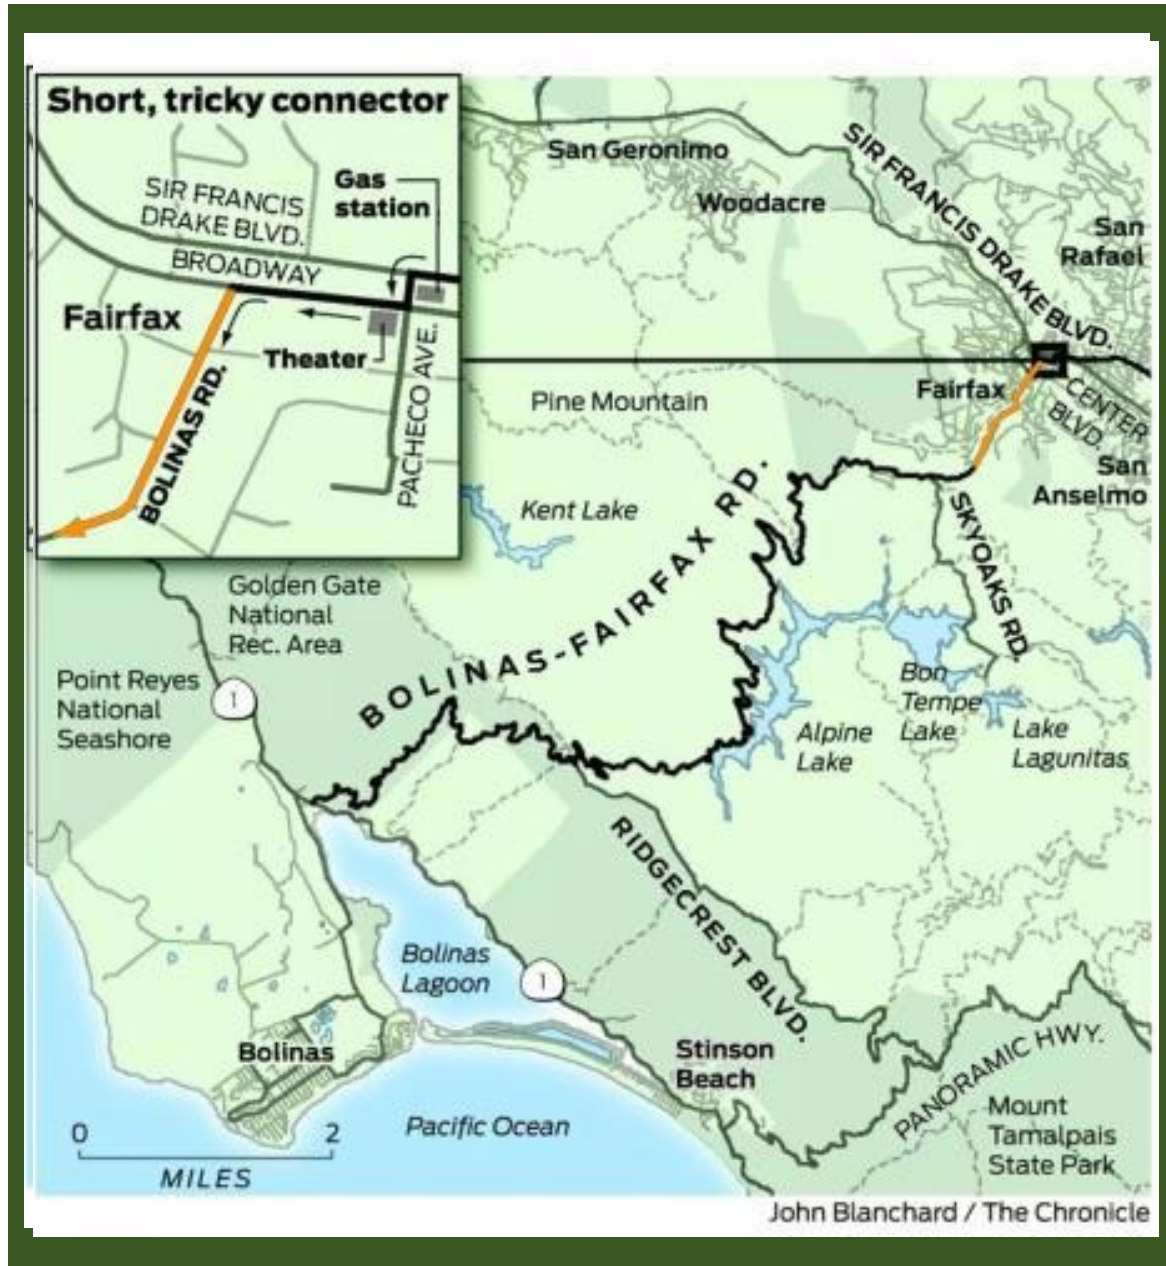 Short, tricky connector
Gas
station
SIR FRANCIS
DRAKE BLVD.
BROADWAY
Fairfax
Theater
BOLINAS RD.
PACHECO AVE.
San Geronimo
Woodacre
SIR FRANCIS DRAKE BLVD.
San
Rafael
Fairfax
CENTER
BLVD.
San
Anselmo
Pine Mountain
Kent Lake
BOLINAS-FAIRFAX RD.
SKYOAKS RD.
Golden Gate
National
Rec. Area
Point Reyes
National
Seashore
1
Bon
Tempe
Lake
Alpine
Lake
Lake
Lagunitas
RIDGECREST BLVD.
Bolinas
Lagoon
1
Bolinas
Stinson
Beach
PANORAMIC HWY.
Mount
Tamalpais
State Park
Pacific Ocean
0 2
MILES
John Blanchard / The Chronicle